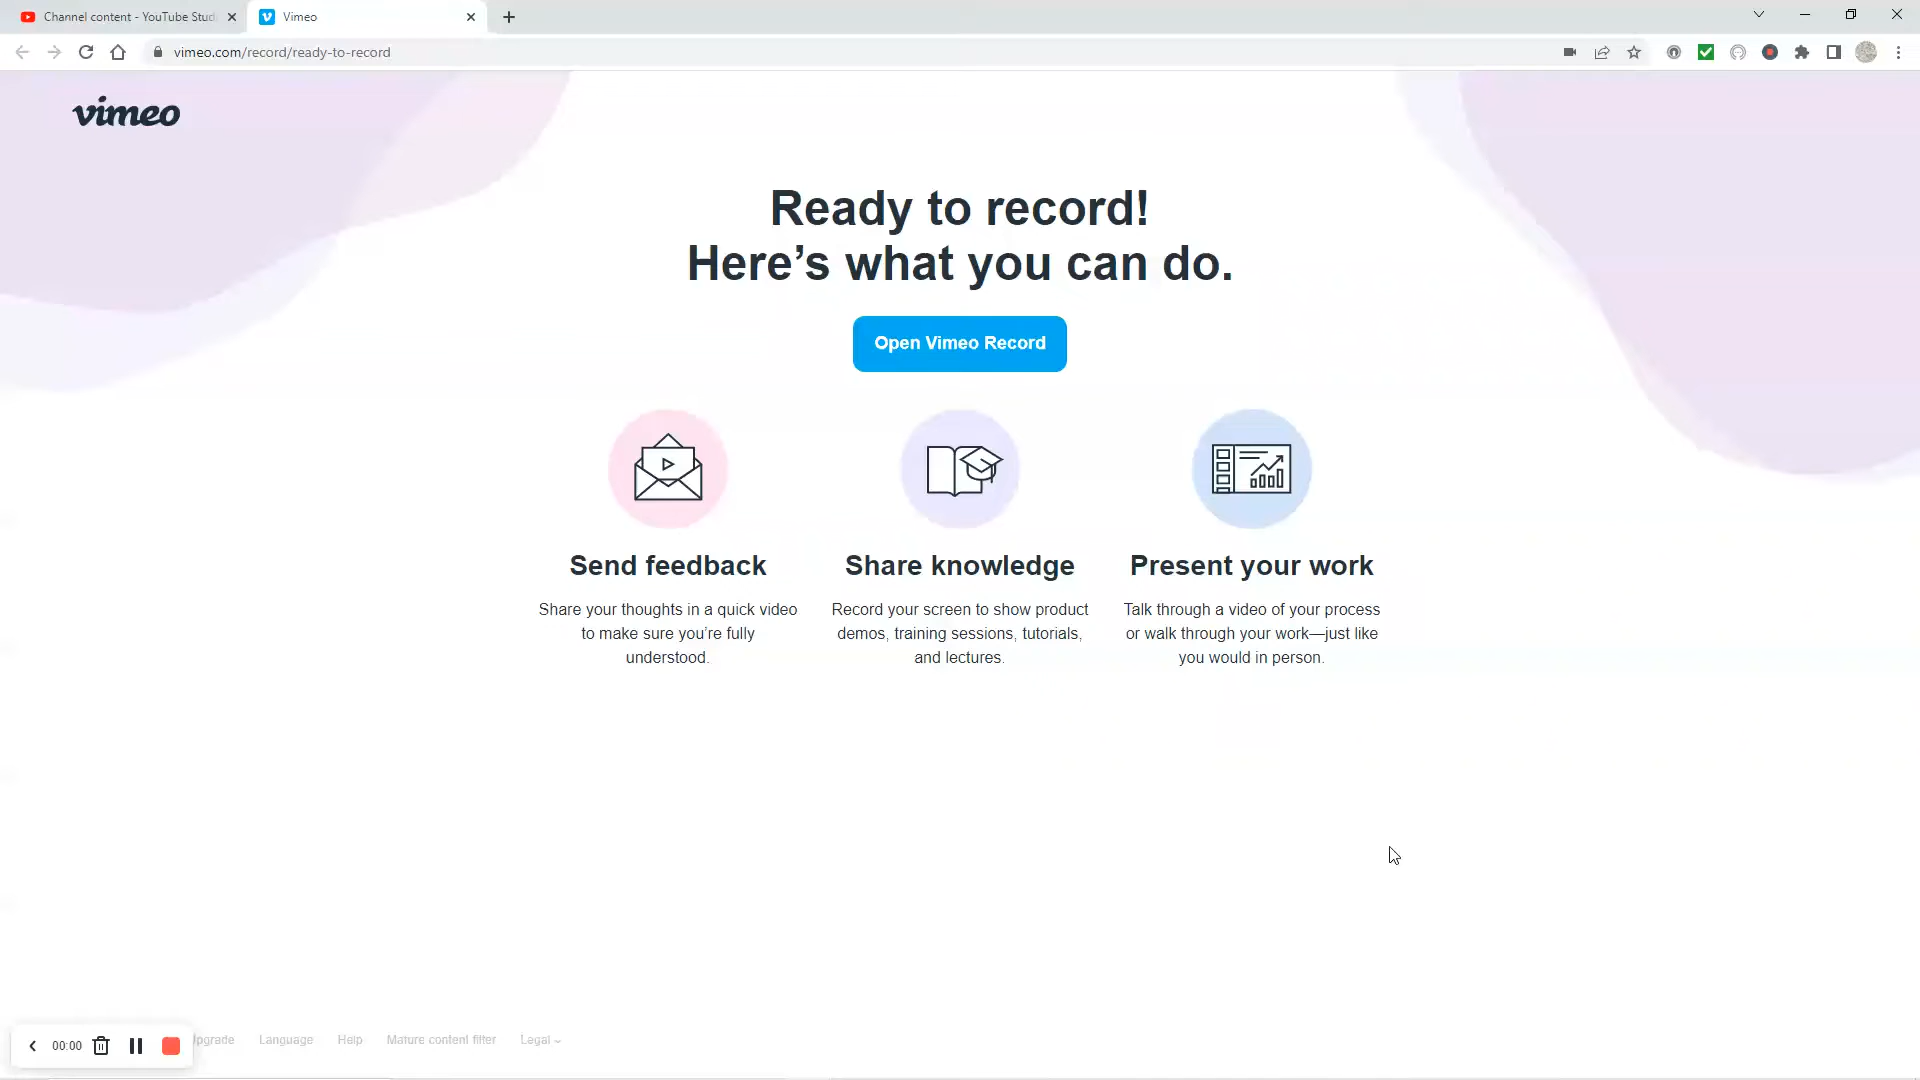 Channel content - YouTube Stud
Vimeo
vimeo.com/record/ready-to-record
vimeo
Ready to record!
Here's what you can do.
Open Vimeo Record
Send feedback
Share your thoughts in a quick video
to make sure you're fully
understood.
Share knowledge
Record your screen to show product
demos, training sessions, tutorials,
and lectures.
Present your work
Talk through a video of your process
or walk through your work—just like
you would in person.
00:00
pgrade Language Help Mature content filter Legal